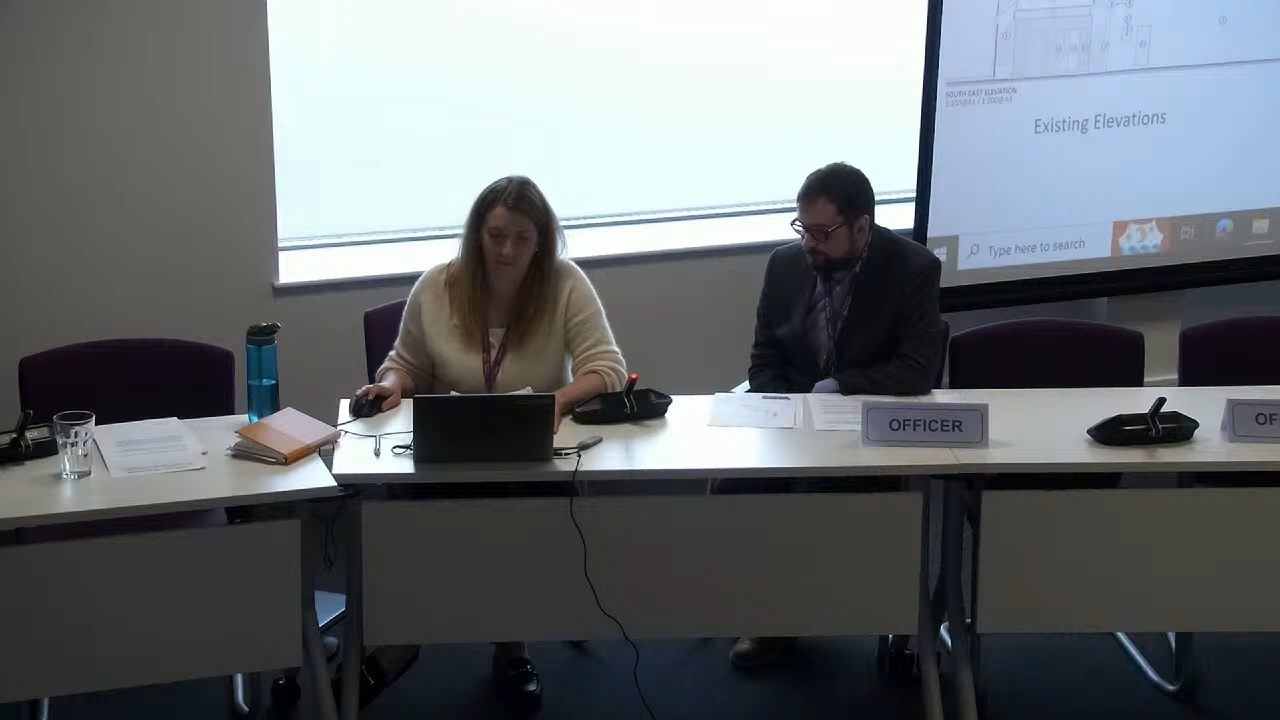 SOUTH EAST ELEVATION
Existing Elevations
Type here to search
OFFICER
OF